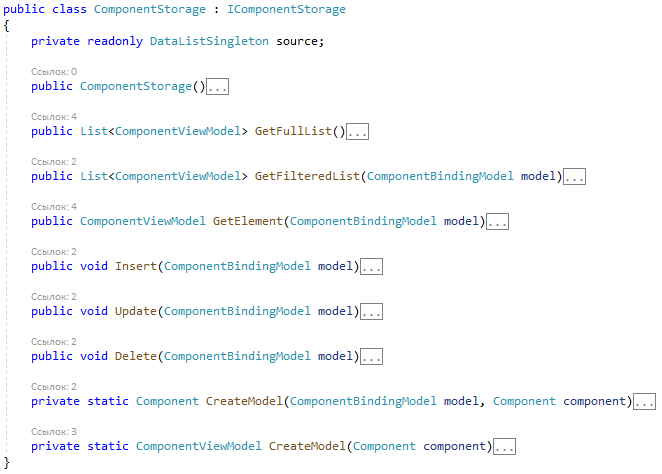 public class ComponentStorage : IComponentStorage
{
private readonly DataListSingleton source;
Ссылок: 0
public ComponentStorage()...
Ссылок: 4
public List<ComponentViewModel> GetFullList()...
Ссылок: 2
public List<ComponentViewModel> GetFilteredList(ComponentBindingModel model)...
Ссылок: 4
public ComponentViewModel GetElement(ComponentBindingModel model)...
Ссылок: 2
public void Insert(ComponentBindingModel model)...
Ссылок: 2
public void Update(ComponentBindingModel model)...
Ссылок: 2
public void Delete(ComponentBindingModel model)...
Ссылок: 2
private static Component CreateModel(ComponentBindingModel model, Component component)...
Ссылок: 3
private static ComponentViewModel CreateModel(Component component)...
}